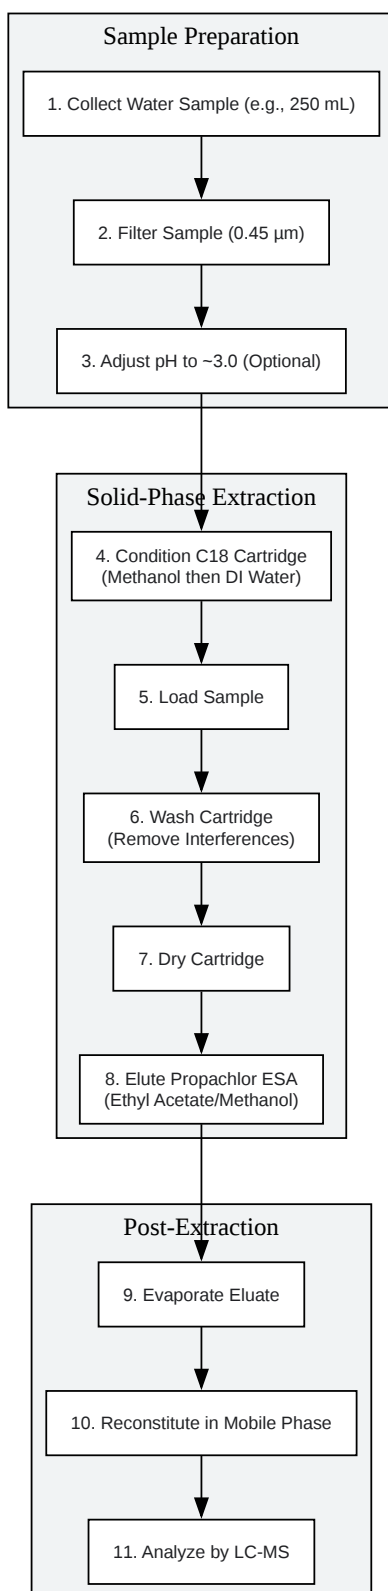 Sample Preparation
1. Collect Water Sample (e.g., 250 mL)
2. Filter Sample (0.45 µm)
3. Adjust pH to ~3.0 (Optional)
Solid-Phase Extraction
4. Condition C18 Cartridge
(Methanol then DI Water)
5. Load Sample
6. Wash Cartridge
(Remove Interferences)
7. Dry Cartridge
8. Elute Propachlor ESA
(Ethyl Acetate/Methanol)
Post-Extraction
9. Evaporate Eluate
10. Reconstitute in Mobile Phase
11. Analyze by LC-MS